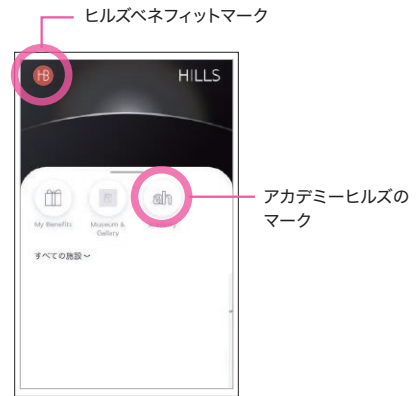 ヒルズベネフィットマーク
HB
HILLS
ah
My Benefits
Museum &
Gallery
アカデミーヒルズの
マーク
すべての施設